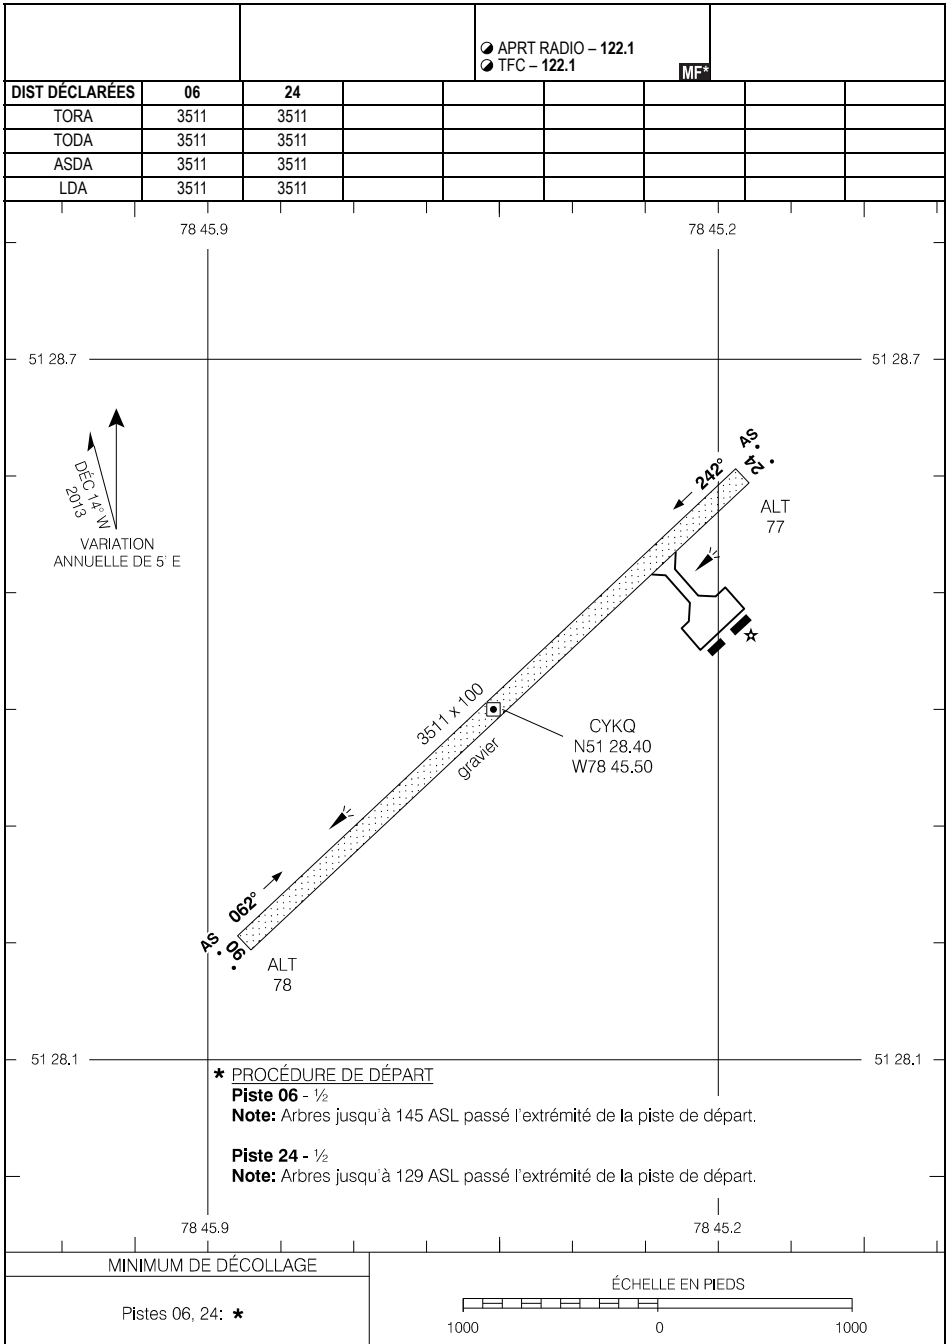 APRT RADIO – 122.1
TFC – 122.1
MF*
DIST DÉCLARÉES 06 24
TORA 3511 3511
TODA 3511 3511
ASDA 3511 3511
LDA 3511 3511
78 45.9 78 45.2
51 28.7 51 28.7
DÉC 14° W
2013
VARIATION
ANNUELLE DE 5' E
AS
24
242°
ALT
77
3511 x 100
gravier
CYKQ
N51 28.40
W78 45.50
062°
AS
06
ALT
78
51 28.1 51 28.1
* PROCÉDURE DE DÉPART
Piste 06 - ½
Note: Arbres jusqu'à 145 ASL passé l'extrémité de la piste de départ.
Piste 24 - ½
Note: Arbres jusqu'à 129 ASL passé l'extrémité de la piste de départ.
78 45.9 78 45.2
MINIMUM DE DÉCOLLAGE
Pistes 06, 24: *
ÉCHELLE EN PIEDS
1000 0 1000